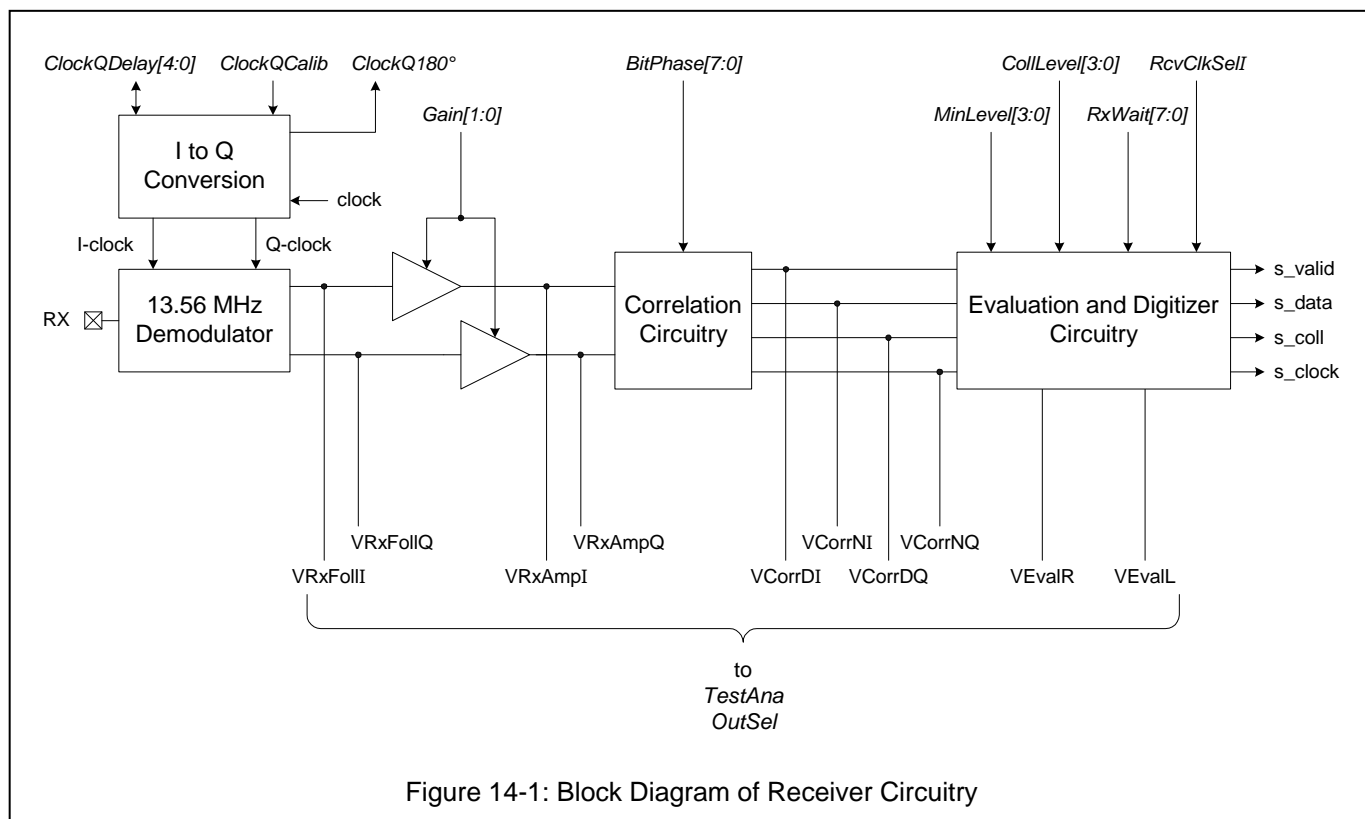 ClockQDelay[4:0]
ClockQCalib
ClockQ180°
BitPhase[7:0]
CollLevel[3:0]
RcvClkSelI
Gain[1:0]
MinLevel[3:0]
RxWait[7:0]
I to Q
Conversion
clock
I-clock
Q-clock
13.56 MHz
Demodulator
RX
Correlation
Circuitry
Evaluation and Digitizer
Circuitry
s_valid
s_data
s_coll
s_clock
VRxFollQ
VRxAmpQ
VCorrNI
VCorrNQ
VRxFollI
VRxAmpI
VCorrDI
VCorrDQ
VEvalR
VEvalL
to
TestAna
OutSel
Figure 14-1: Block Diagram of Receiver Circuitry